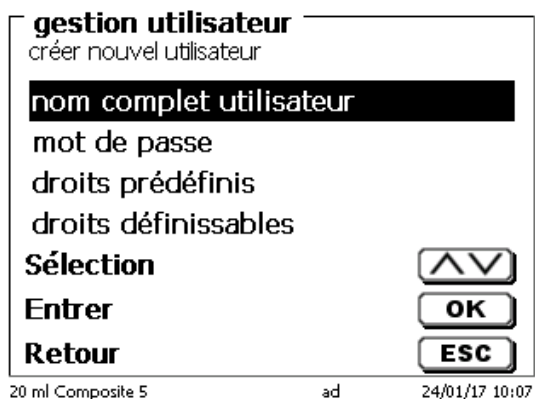 gestion utilisateur
créer nouvel utilisateur
nom complet utilisateur
mot de passe
droits prédéfinis
droits définissables
Sélection
Entrer OK
Retour ESC
20 ml Composite 5 ad 24/01/17 10:07